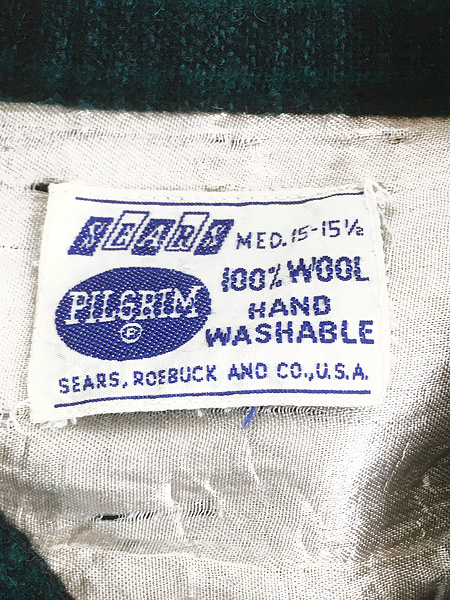 SEARS MED. 15-15½
PILGRIM ®
100% WOOL
HAND
WASHABLE
SEARS, ROEBUCK AND CO., U.S.A.